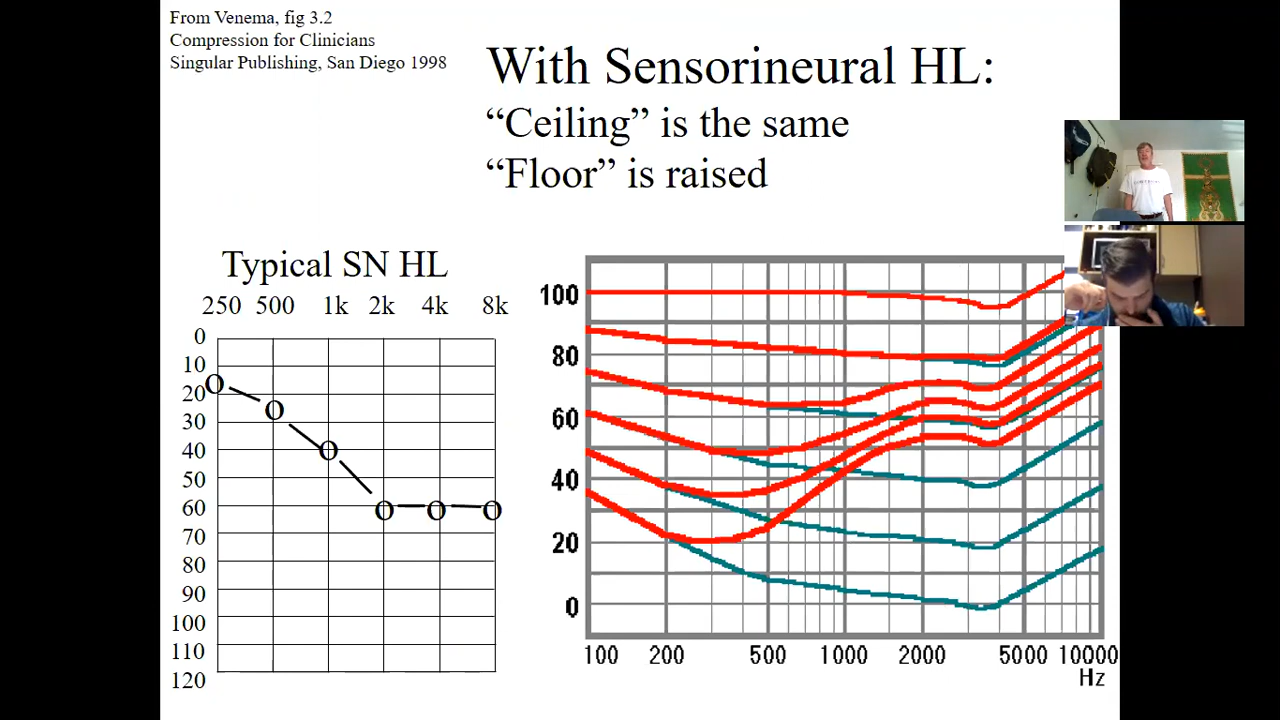 From Venema, fig 3.2
Compression for Clinicians
Singular Publishing, San Diego 1998
With Sensorineural HL:
“Ceiling” is the same
“Floor” is raised
Typical SN HL
250 500 1k 2k 4k 8k
0
10
20
30
40
50
60
70
80
90
100
110
120
100
80
60
40
20
0
100 200 500 1000 2000 5000 10000
Hz